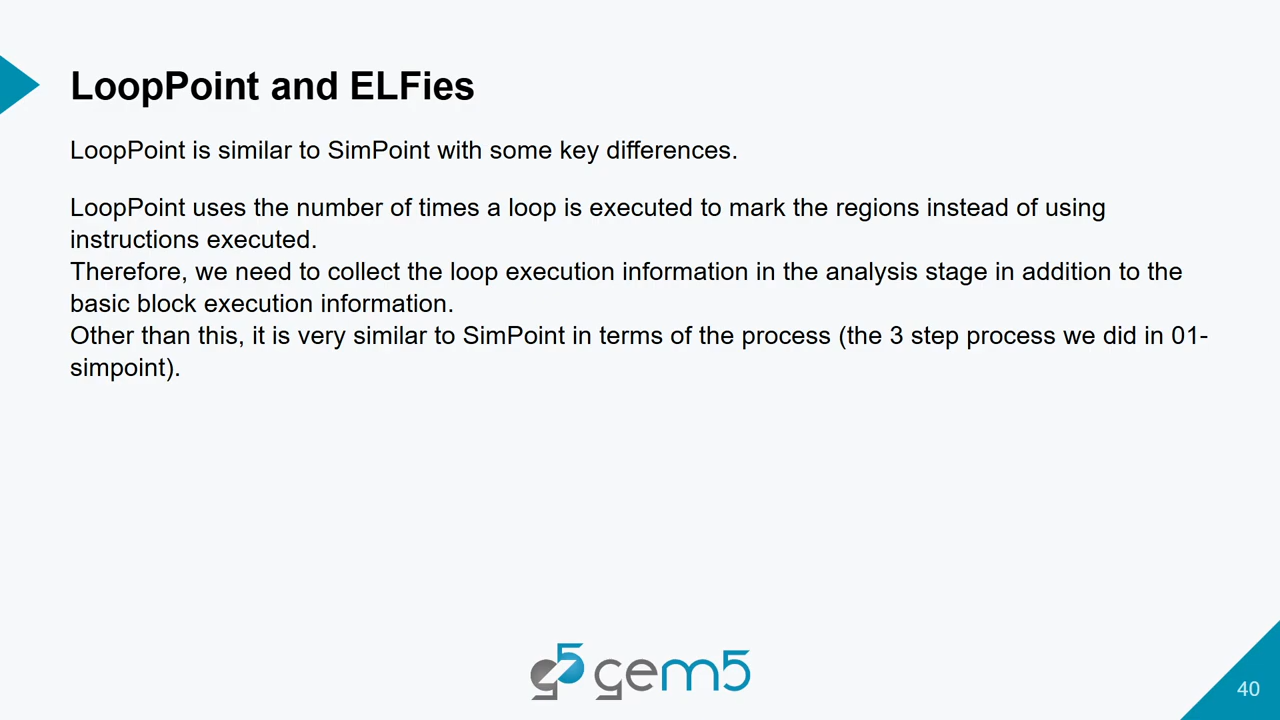 LoopPoint and ELFies
LoopPoint is similar to SimPoint with some key differences.
LoopPoint uses the number of times a loop is executed to mark the regions instead of using
instructions executed.
Therefore, we need to collect the loop execution information in the analysis stage in addition to the
basic block execution information.
Other than this, it is very similar to SimPoint in terms of the process (the 3 step process we did in 01-
simpoint).
g5 gem5
40